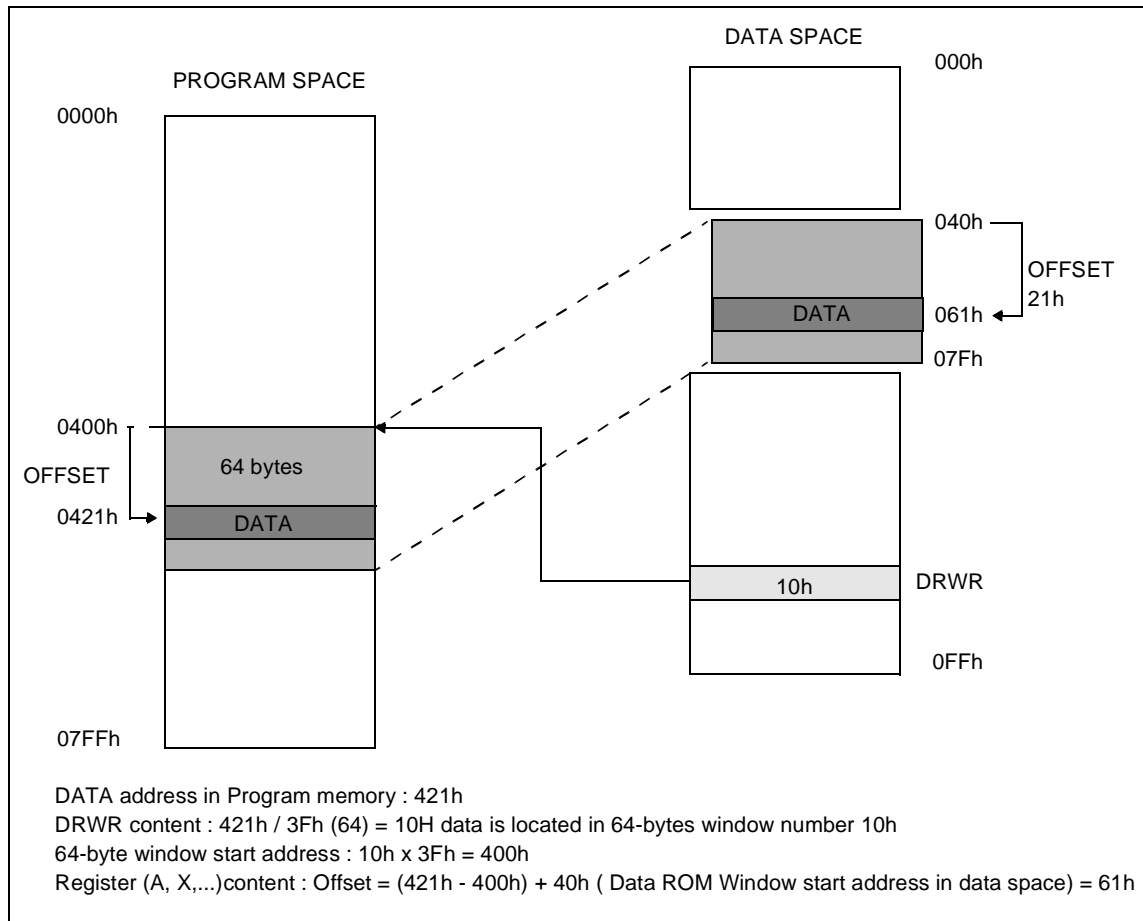 DATA SPACE
000h
PROGRAM SPACE
0000h
040h
OFFSET
21h
DATA
061h
07Fh
0400h
64 bytes
OFFSET
0421h
DATA
10h
DRWR
0FFh
07FFh
DATA address in Program memory : 421h
DRWR content : 421h / 3Fh (64) = 10H data is located in 64-bytes window number 10h
64-byte window start address : 10h x 3Fh = 400h
Register (A, X,...)content : Offset = (421h - 400h) + 40h ( Data ROM Window start address in data space) = 61h